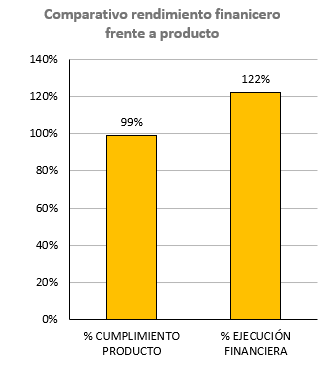 Comparativo rendimiento finanicero
frente a producto
140%
120%
100%
80%
60%
40%
20%
0%
99%
122%
% CUMPLIMIENTO
PRODUCTO
% EJECUCIÓN
FINANCIERA